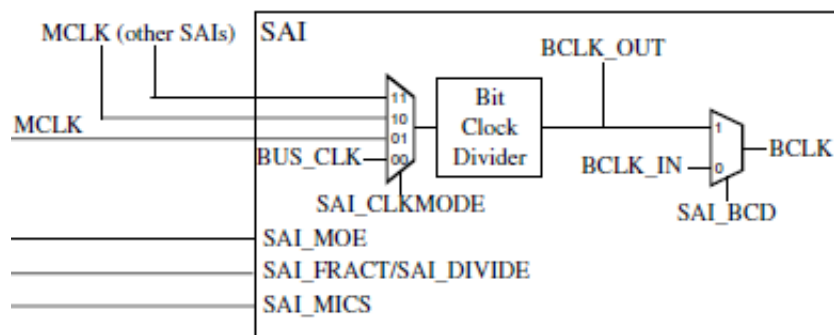 MCLK (other SAIs)
SAI
BCLK_OUT
11
10
01
00
Bit
Clock
Divider
1
0
MCLK
BUS_CLK
BCLK_IN
BCLK
SAI_CLKMODE
SAI_BCD
SAI_MOE
SAI_FRACT/SAI_DIVIDE
SAI_MICS